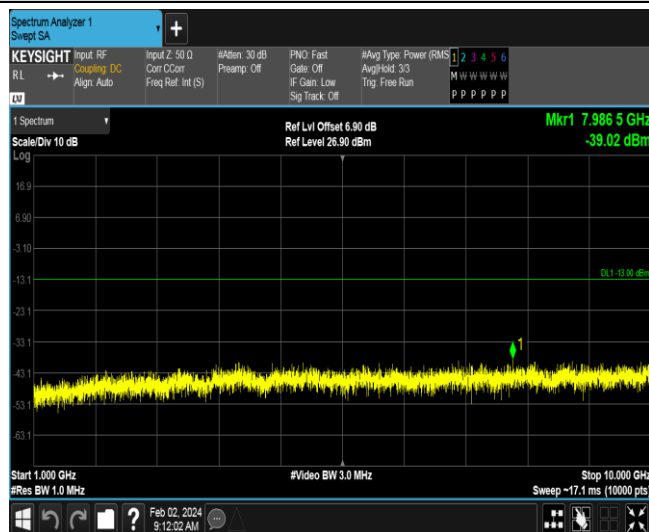 Spectrum Analyzer 1
Swept SA
+
KEYSIGHT Input: RF Input Z: 50 Ω #Atten: 30 dB PNO: Fast #Avg Type: Power (RMS 1 2 3 4 5 6
RL Coupling: DC Corr CCorr Preamp: Off Gate: Off Avg|Hold: 3/3 M W W W W W
Align: Auto Freq Ref: Int (S) IF Gain: Low Trig: Free Run
Sig Track: Off P P P P P P
LXI
1 Spectrum Ref Lvl Offset 6.90 dB Mkr1 7.986 5 GHz
Scale/Div 10 dB Ref Level 26.90 dBm -39.02 dBm
Log
16.9
6.90
-3.10
-13.1 DL1 -13.00 dBm
-23.1
-33.1
1
-43.1
-53.1
-63.1
Start 1.000 GHz #Video BW 3.0 MHz Stop 10.000 GHz
#Res BW 1.0 MHz Sweep ~17.1 ms (10000 pts)
? Feb 02, 2024
9:12:02 AM